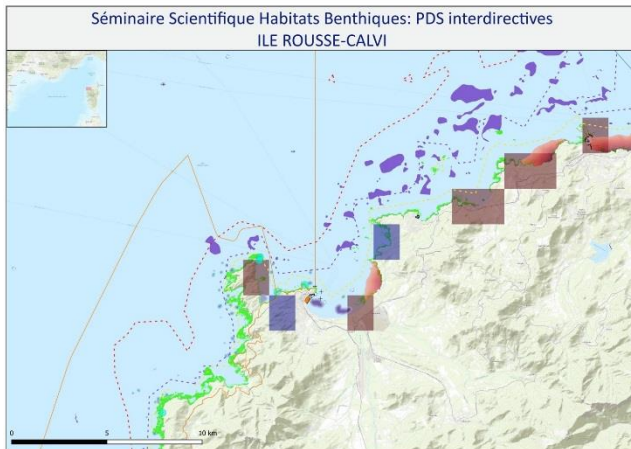 Séminaire Scientifique Habitats Benthiques: PDS interdirectives
ILE ROUSSE-CALVI
0 5 10 km